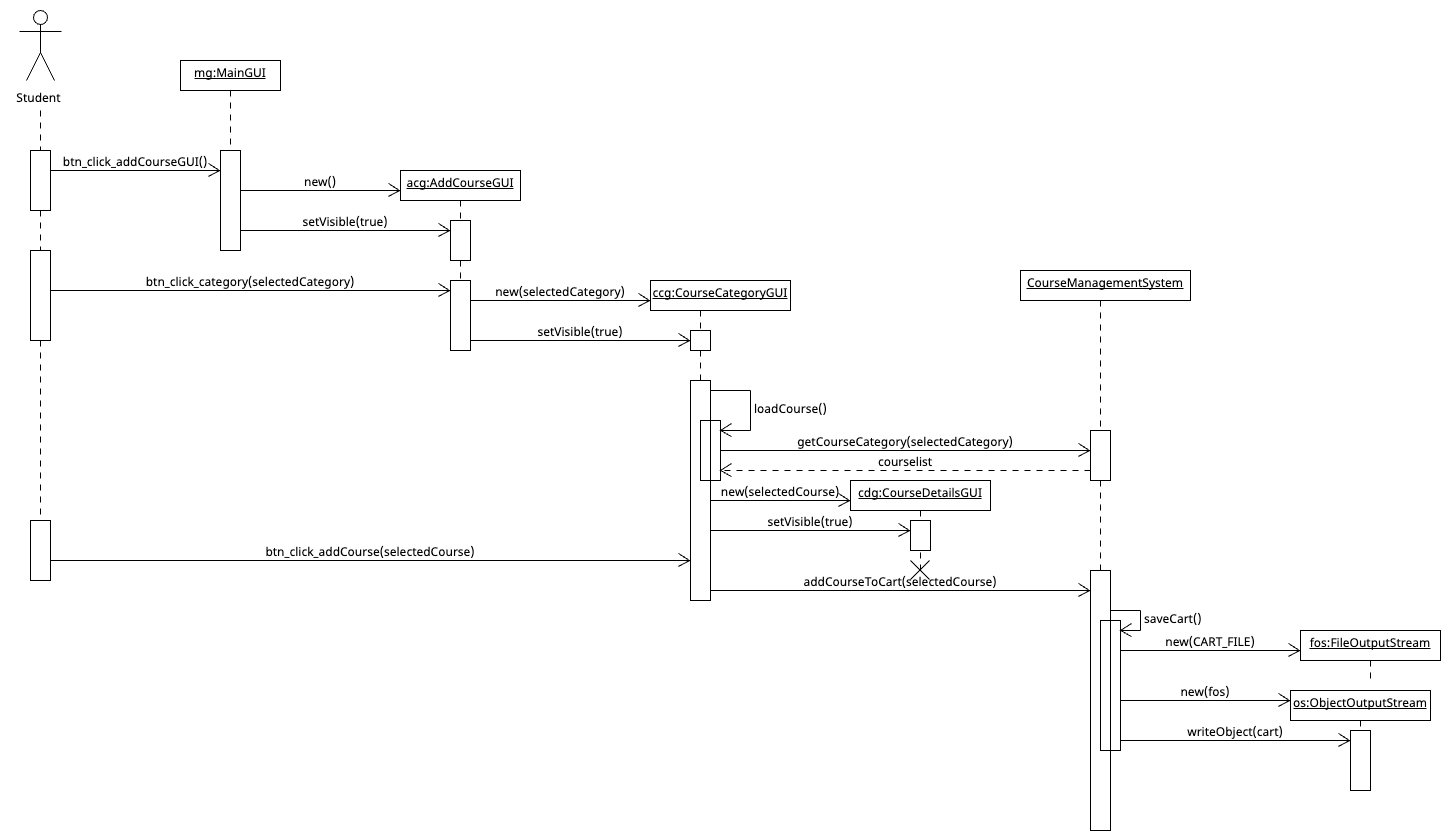 Student
mg:MainGUI
btn_click_addCourseGUI()
new()
acg:AddCourseGUI
setVisible(true)
btn_click_category(selectedCategory)
new(selectedCategory)
ccg:CourseCategoryGUI
CourseManagementSystem
setVisible(true)
loadCourse()
getCourseCategory(selectedCategory)
courselist
new(selectedCourse)
cdg:CourseDetailsGUI
setVisible(true)
btn_click_addCourse(selectedCourse)
addCourseToCart(selectedCourse)
saveCart()
new(CART_FILE)
fos:FileOutputStream
new(fos)
os:ObjectOutputStream
writeObject(cart)